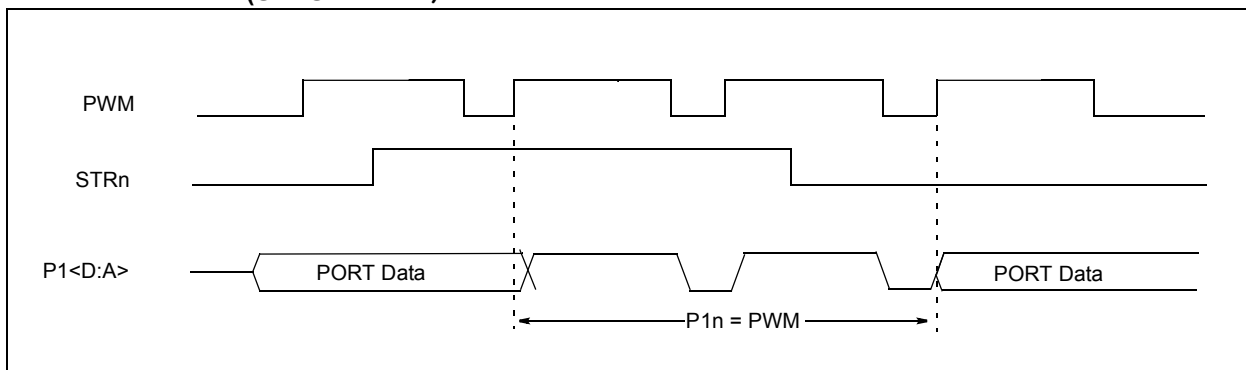 PWM
STRn
P1<D:A>
PORT Data
PORT Data
P1n = PWM